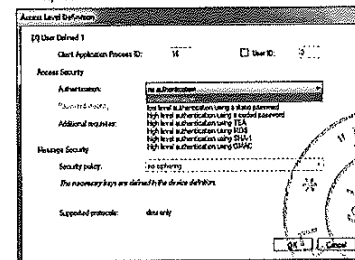 Access Level Definition
User Defined 1
Client Application Process ID: 16 User ID:
Access Security
Authentication: no authentication
low level authentication using a static password
High level authentication using a coded password
High level authentication using TEA
Additional requisites:
High level authentication using MD5
High level authentication using SHA-1
High level authentication using GMAC
Message Security
Security policy: no ciphering
The necessary keys are defined in the device definition.
Supported protocols: dlms only
OK Cancel